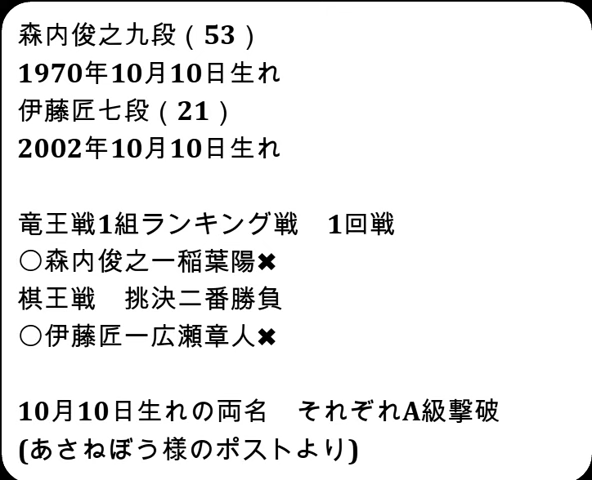 森内俊之九段（53）
1970年10月10日生れ
伊藤匠七段（21）
2002年10月10日生れ
竜王戦1組ランキング戦　1回戦
○森内俊之ー稲葉陽✖
棋王戦　挑決二番勝負
○伊藤匠ー広瀬章人✖
10月10日生れの両名　それぞれA級撃破
(あさねぼう様のポストより)